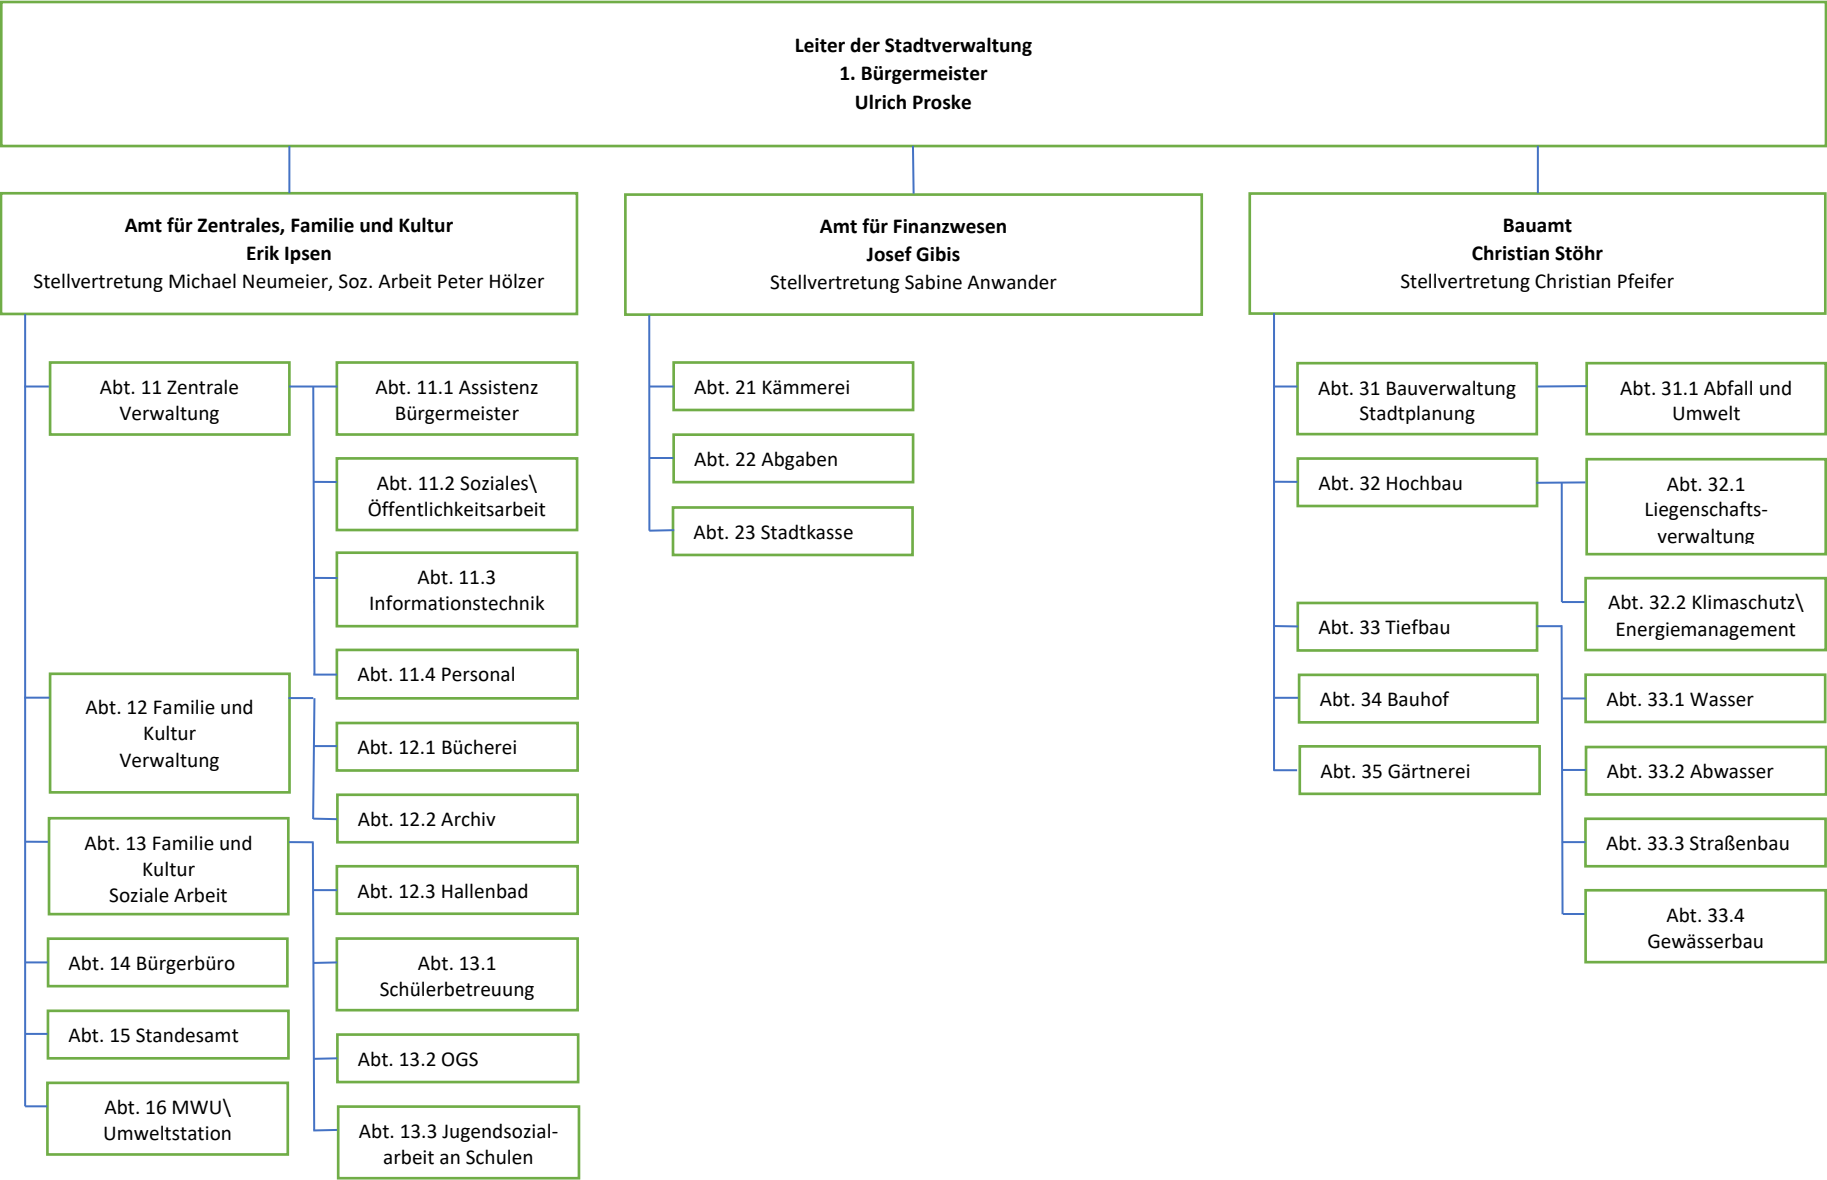 Leiter der Stadtverwaltung
1. Bürgermeister
Ulrich Proske
Amt für Zentrales, Familie und Kultur
Erik Ipsen
Stellvertretung Michael Neumeier, Soz. Arbeit Peter Hölzer
Amt für Finanzwesen
Josef Gibis
Stellvertretung Sabine Anwander
Bauamt
Christian Stöhr
Stellvertretung Christian Pfeifer
Abt. 11 Zentrale
Verwaltung
Abt. 11.1 Assistenz
Bürgermeister
Abt. 11.2 Soziales\
Öffentlichkeitsarbeit
Abt. 11.3
Informationstechnik
Abt. 11.4 Personal
Abt. 12 Familie und
Kultur
Verwaltung
Abt. 12.1 Bücherei
Abt. 12.2 Archiv
Abt. 13 Familie und
Kultur
Soziale Arbeit
Abt. 12.3 Hallenbad
Abt. 13.1
Schülerbetreuung
Abt. 13.2 OGS
Abt. 13.3 Jugendsozial-
arbeit an Schulen
Abt. 14 Bürgerbüro
Abt. 15 Standesamt
Abt. 16 MWU\
Umweltstation
Abt. 21 Kämmerei
Abt. 22 Abgaben
Abt. 23 Stadtkasse
Abt. 31 Bauverwaltung
Stadtplanung
Abt. 31.1 Abfall und
Umwelt
Abt. 32 Hochbau
Abt. 32.1
Liegenschafts-
verwaltung
Abt. 32.2 Klimaschutz\
Energiemanagement
Abt. 33 Tiefbau
Abt. 33.1 Wasser
Abt. 33.2 Abwasser
Abt. 33.3 Straßenbau
Abt. 33.4
Gewässerbau
Abt. 34 Bauhof
Abt. 35 Gärtnerei